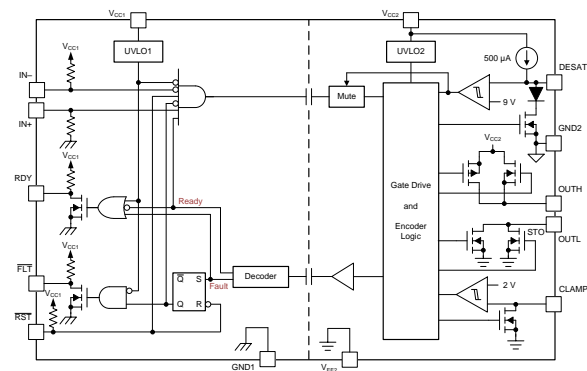 VCC1
VCC2
UVLO1
UVLO2
500 µA
DESAT
VCC1
IN–
IN+
Mute
9 V
GND2
VCC1
VCC2
RDY
Ready
Gate Drive
and
Encoder
Logic
OUTH
STO
OUTL
VCC1
FLT
Fault
Q S
Q R
Decoder
VCC1
RST
2 V
CLAMP
GND1
VEE2